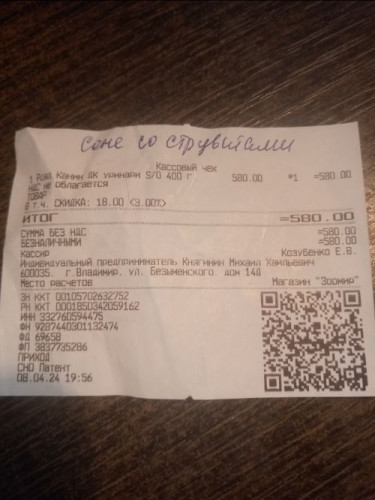 Соне со струвитами
Кассовый чек
1 РОЯЛ Канин ДК уринари S/O 400 г. 580.00 *1 =580.00
НДС не облагается
ТОВАР
в т.ч. СКИДКА: 18.00 <3.00%>
ИТОГ =580.00
СУММА БЕЗ НДС =580.00
БЕЗНАЛИЧНЫМИ =580.00
Кассир Козубенко Е.В.
Индивидуальный предприниматель Княгинин Михаил
600035. г.Владимир. ул. Безыменского. дом 14Д
Место расчетов Магазин "Зоомир"
ЗН ККТ 00105702632752
РН ККТ 0001850342059162
ИНН 332760594475
ФН 9287440301132474
ФД 69658
ФП 3837735286
ПРИХОД
СНО Патент
08.04.24 19:56